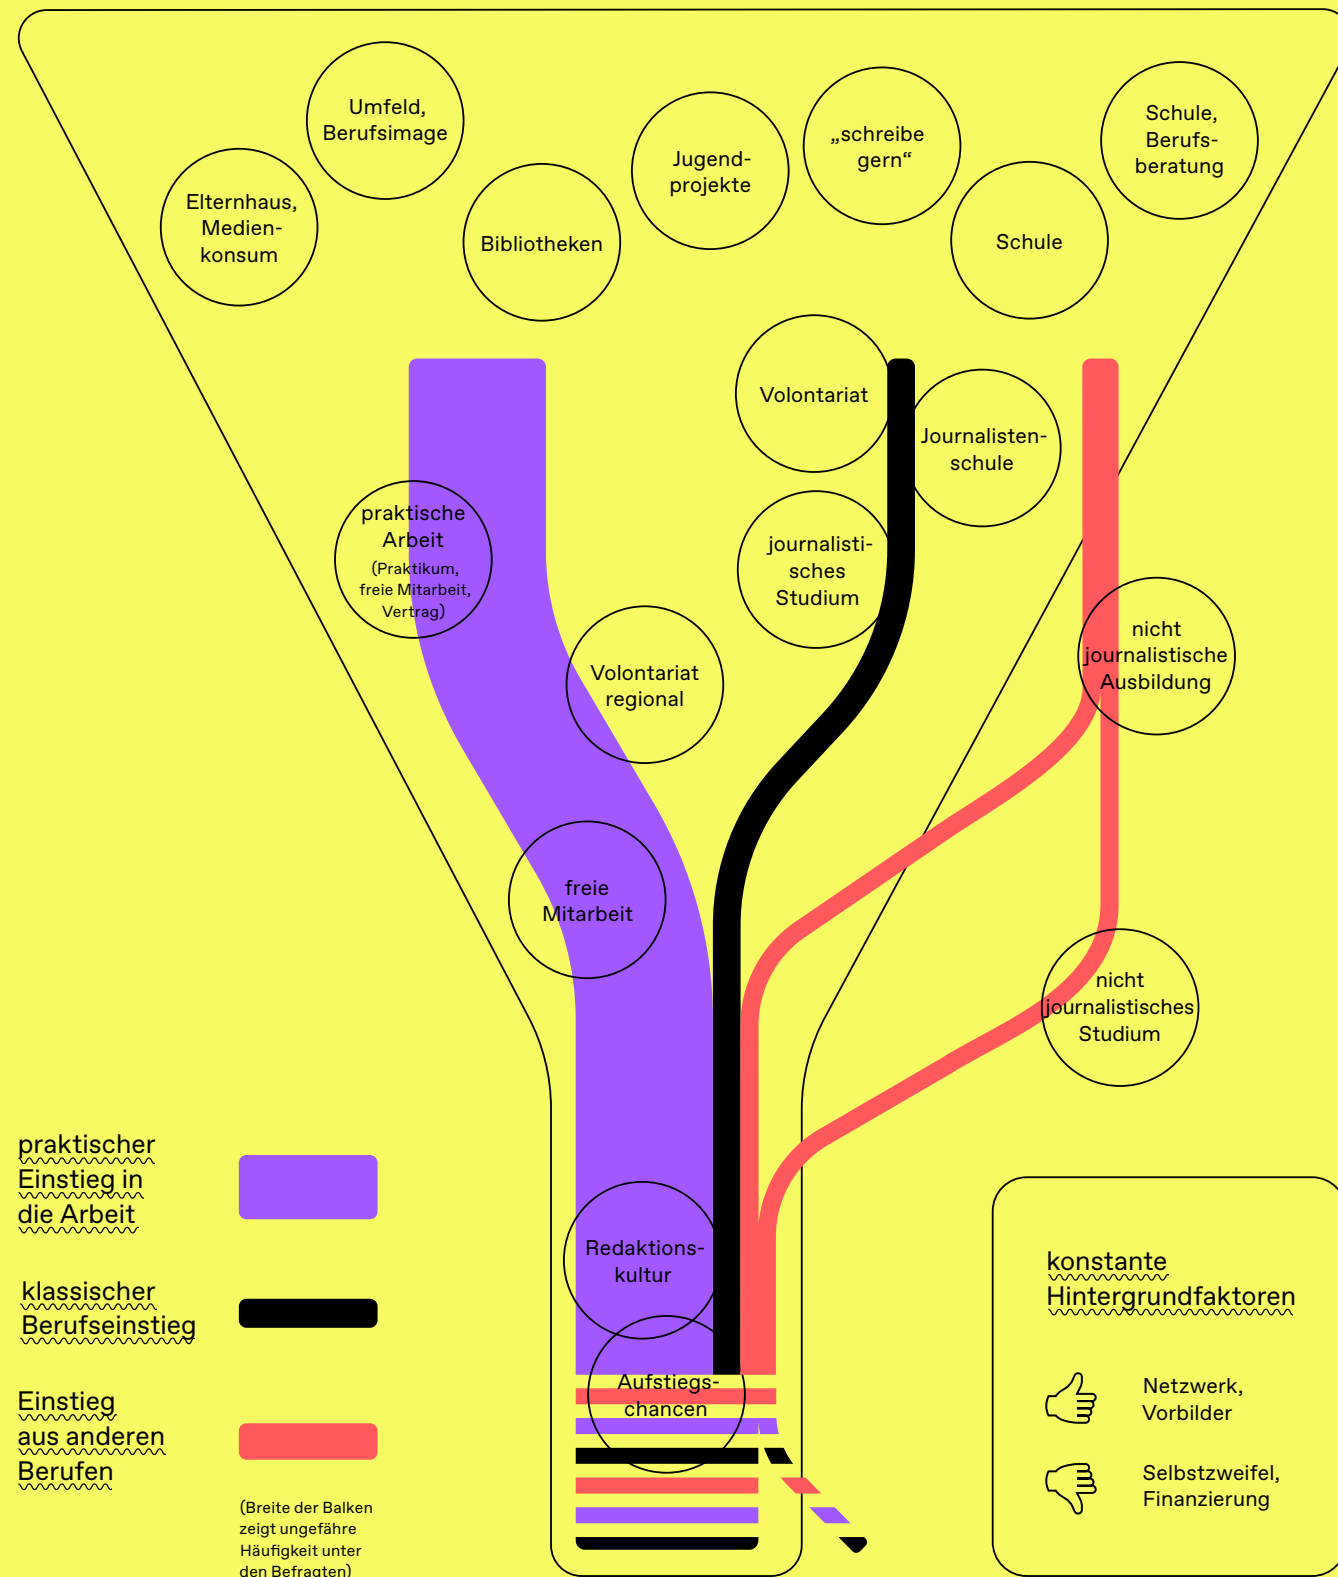 Umfeld,
Berufsimage
Elternhaus,
Medien-
konsum
Bibliotheken
Jugend-
projekte
„schreibe
gern“
Schule
Schule,
Berufs-
beratung
Volontariat
Journalisten-
schule
praktische
Arbeit
(Praktikum,
freie Mitarbeit,
Vertrag)
journalisti-
sches
Studium
Volontariat
regional
nicht
journalistische
Ausbildung
freie
Mitarbeit
nicht
journalistisches
Studium
Redaktions-
kultur
Aufstiegs-
chancen
praktischer
Einstieg in
die Arbeit
klassischer
Berufseinstieg
Einstieg
aus anderen
Berufen
(Breite der Balken
zeigt ungefähre
Häufigkeit unter
den Befragten)
konstante
Hintergrundfaktoren
Netzwerk,
Vorbilder
Selbstzweifel,
Finanzierung